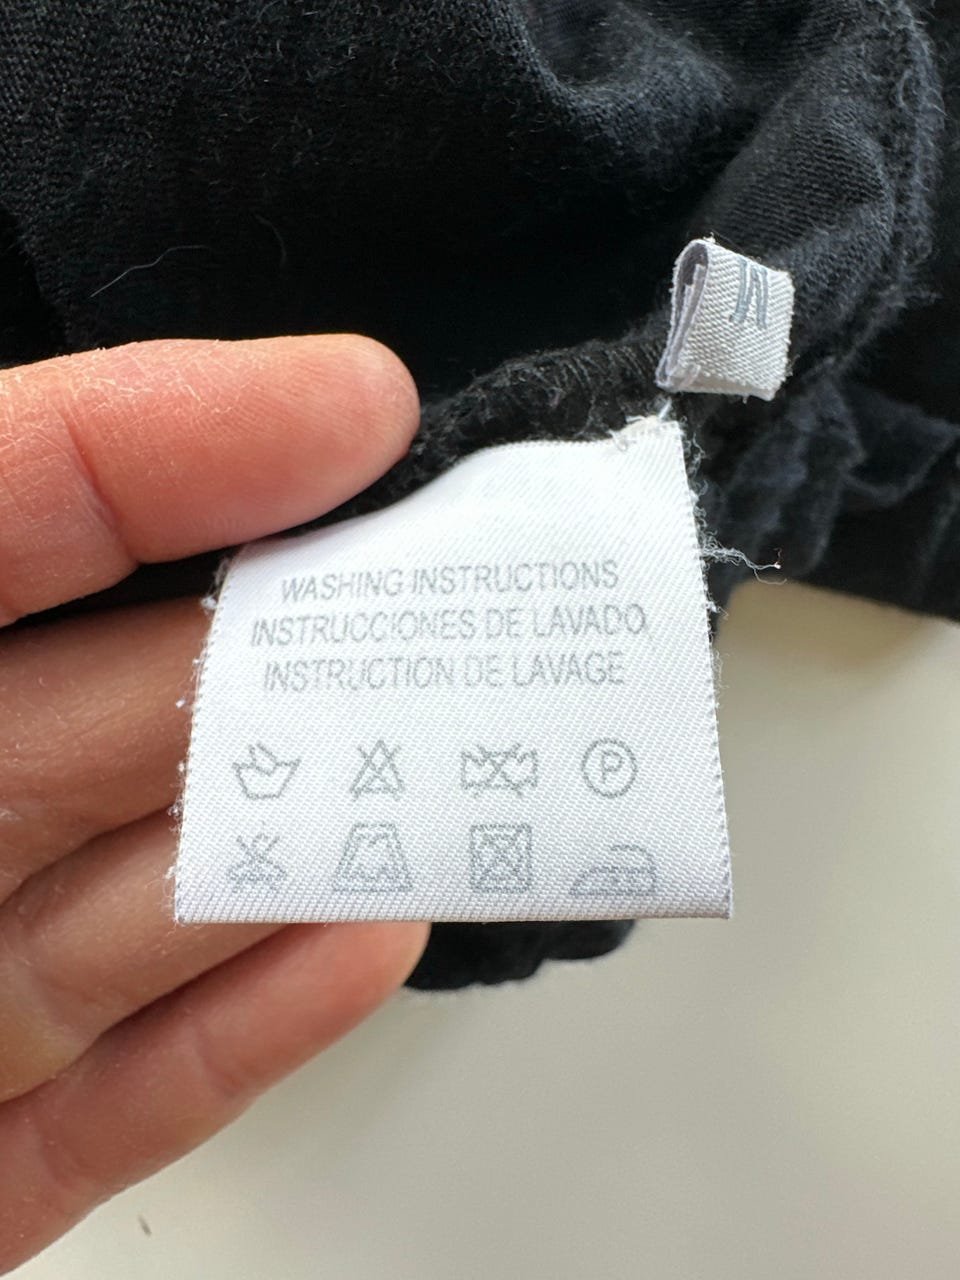 M
WASHING INSTRUCTIONS
INSTRUCCIONES DE LAVADO
INSTRUCTION DE LAVAGE
P